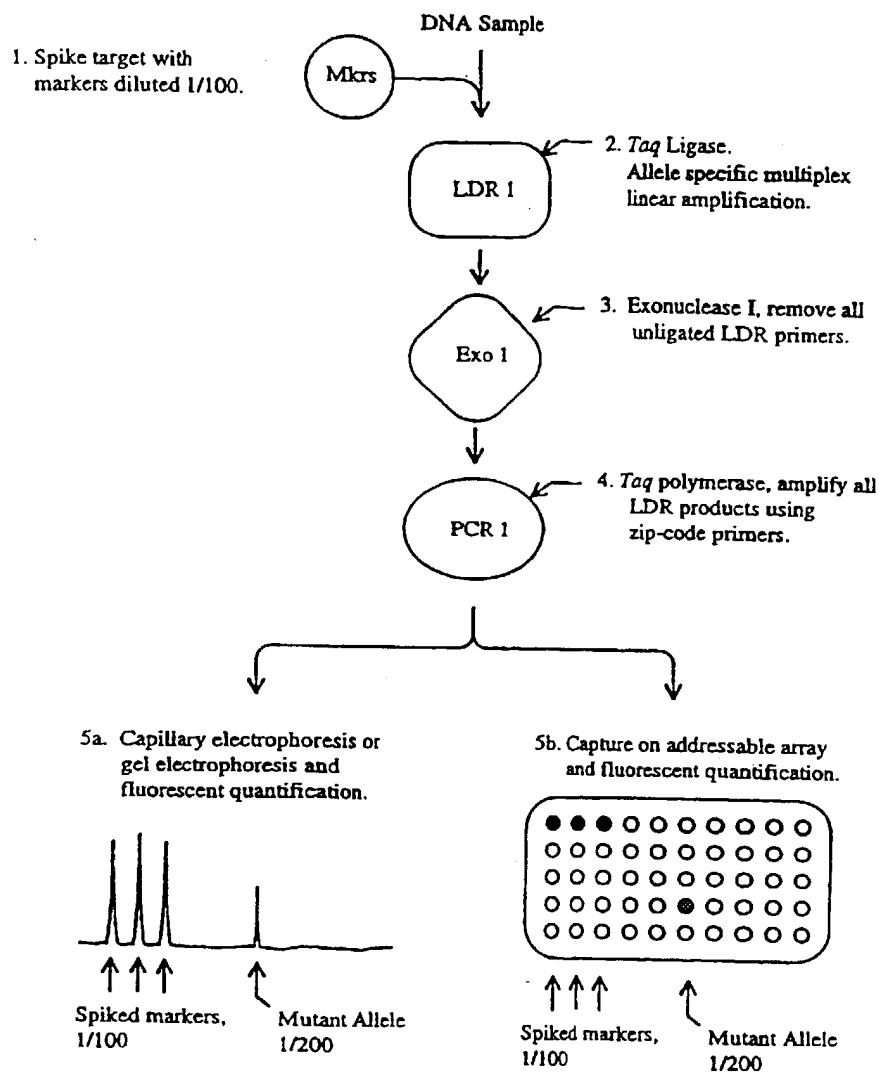 DNA Sample
1. Spike target with
markers diluted 1/100.
Mkrs
2. Taq Ligase.
Allele specific multiplex
linear amplification.
LDR 1
3. Exonuclease I, remove all
unligated LDR primers.
Exo 1
4. Taq polymerase, amplify all
LDR products using
zip-code primers.
PCR 1
5a. Capillary electrophoresis or
gel electrophoresis and
fluorescent quantification.
5b. Capture on addressable array
and fluorescent quantification.
Spiked markers,
1/100
Mutant Allele
1/200
Spiked markers,
1/100
Mutant Allele
1/200